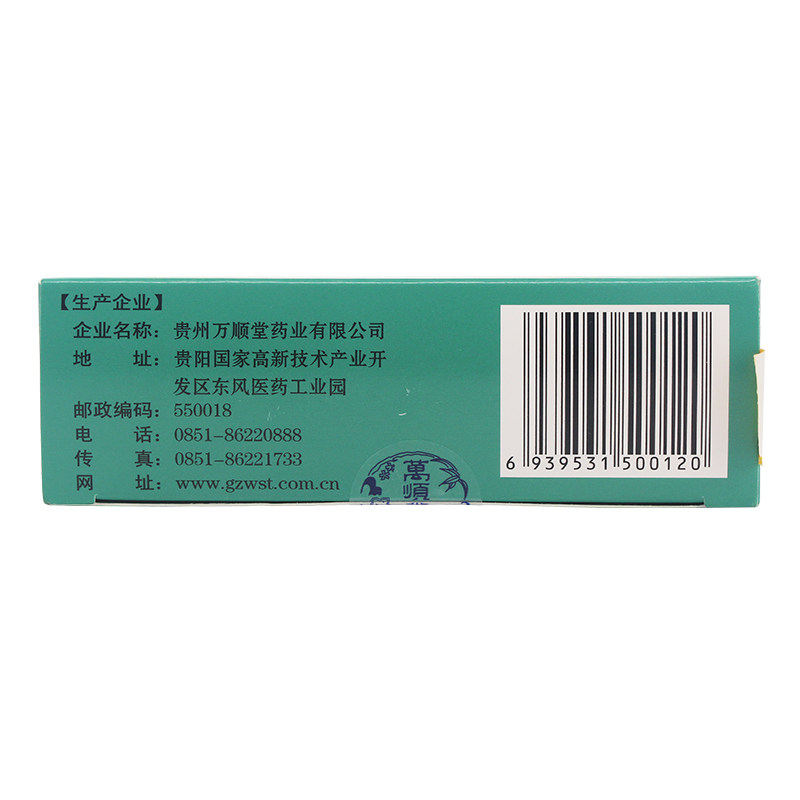 【生产企业】
企业名称：贵州万顺堂药业有限公司
地 址：贵阳国家高新技术产业开
发区东风医药工业园
邮政编码：550018
电 话：0851-86220888
传 真：0851-86221733
网 址：www.gzwst.com.cn
6 939531 500120
萬順